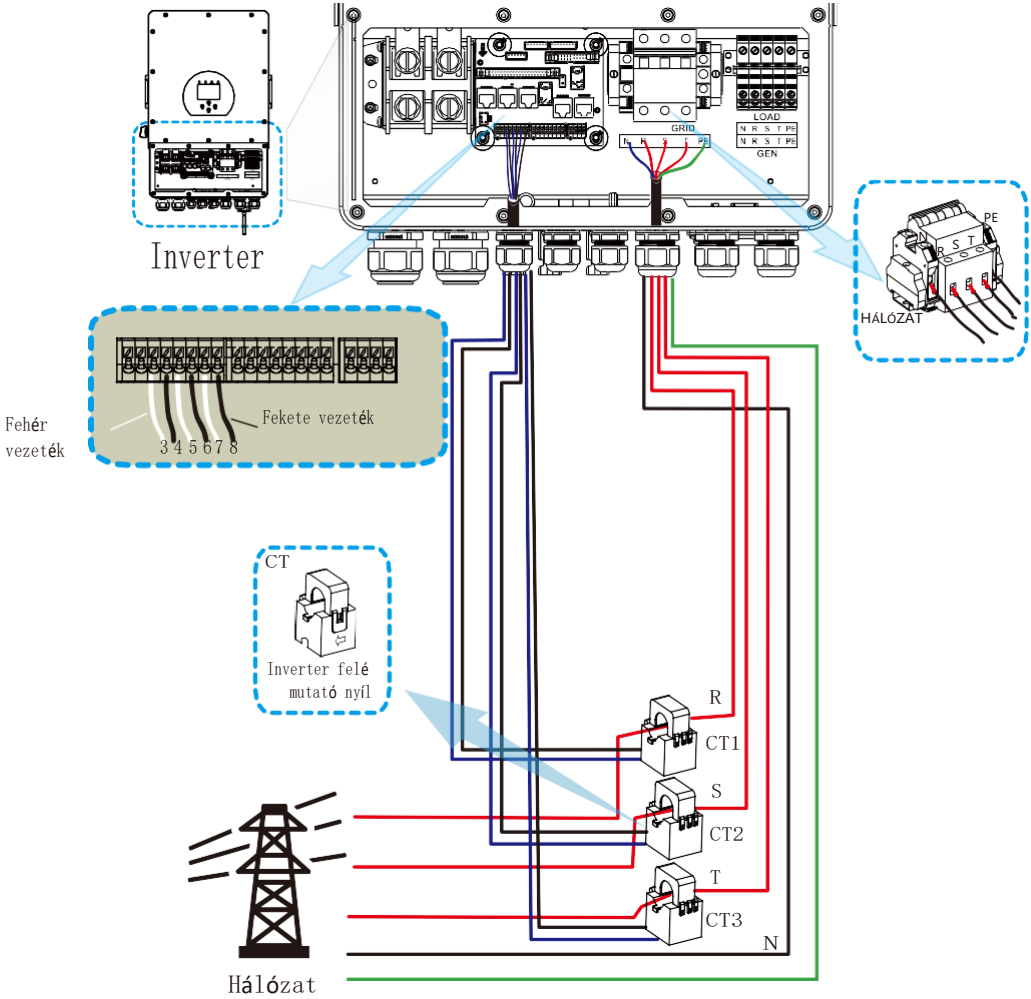 LOAD
N R S T PE
GEN
GRID
N R S T PE
Inverter
PE
R S T
HÁLÓZAT
Fehér
vezeték
Fekete vezeték
3 4 5 6 7 8
CT
Inverter felé
mutató nyíl
R
CT1
S
CT2
T
CT3
N
Hálózat